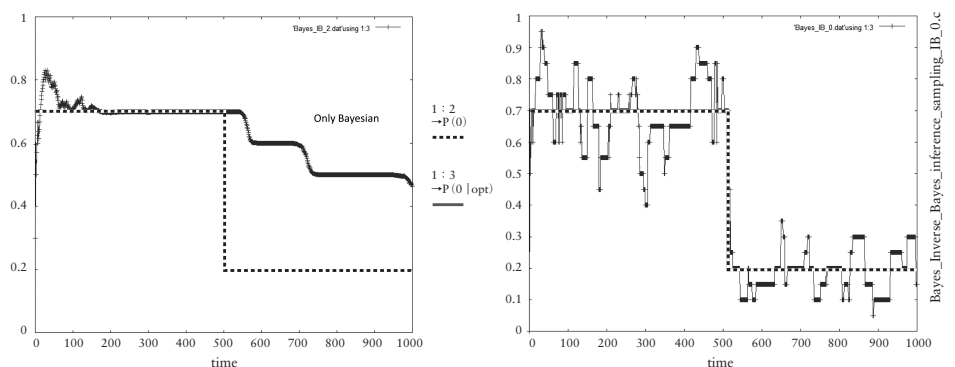 'Bayes_IB_2.dat'using 1:3
Only Bayesian
1
0.8
0.6
0.4
0.2
0
0 100 200 300 400 500 600 700 800 900 1000
time
1 : 2
→P (0)
1 : 3
→P (0 | opt)
'Bayes_IB_0.dat'using 1:3
1
0.9
0.8
0.7
0.6
0.5
0.4
0.3
0.2
0.1
0
0 100 200 300 400 500 600 700 800 900 1000
time
Bayes_Inverse_Bayes_inference_sampling_IB_0.c